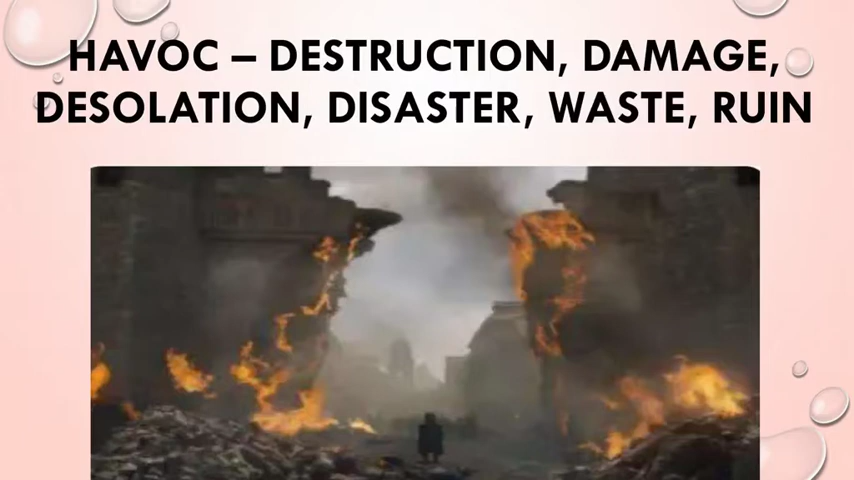 HAVOC – DESTRUCTION, DAMAGE,
DESOLATION, DISASTER, WASTE, RUIN